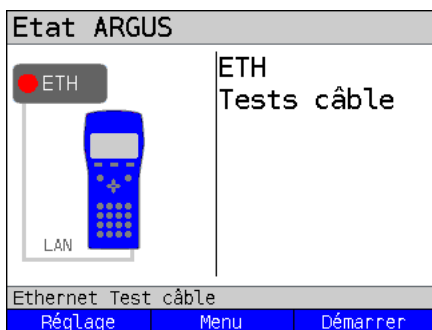 Etat ARGUS
ETH
ETH
Tests câble
LAN
Ethernet Test câble
Réglage Menu Démarrer